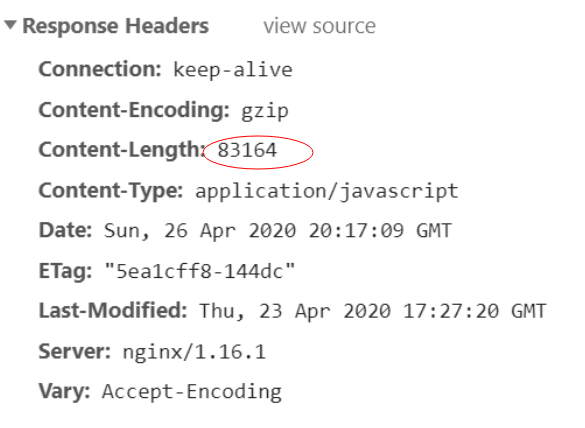 Response Headers view source
Connection: keep-alive
Content-Encoding: gzip
Content-Length: 83164
Content-Type: application/javascript
Date: Sun, 26 Apr 2020 20:17:09 GMT
ETag: "5ea1cff8-144dc"
Last-Modified: Thu, 23 Apr 2020 17:27:20 GMT
Server: nginx/1.16.1
Vary: Accept-Encoding